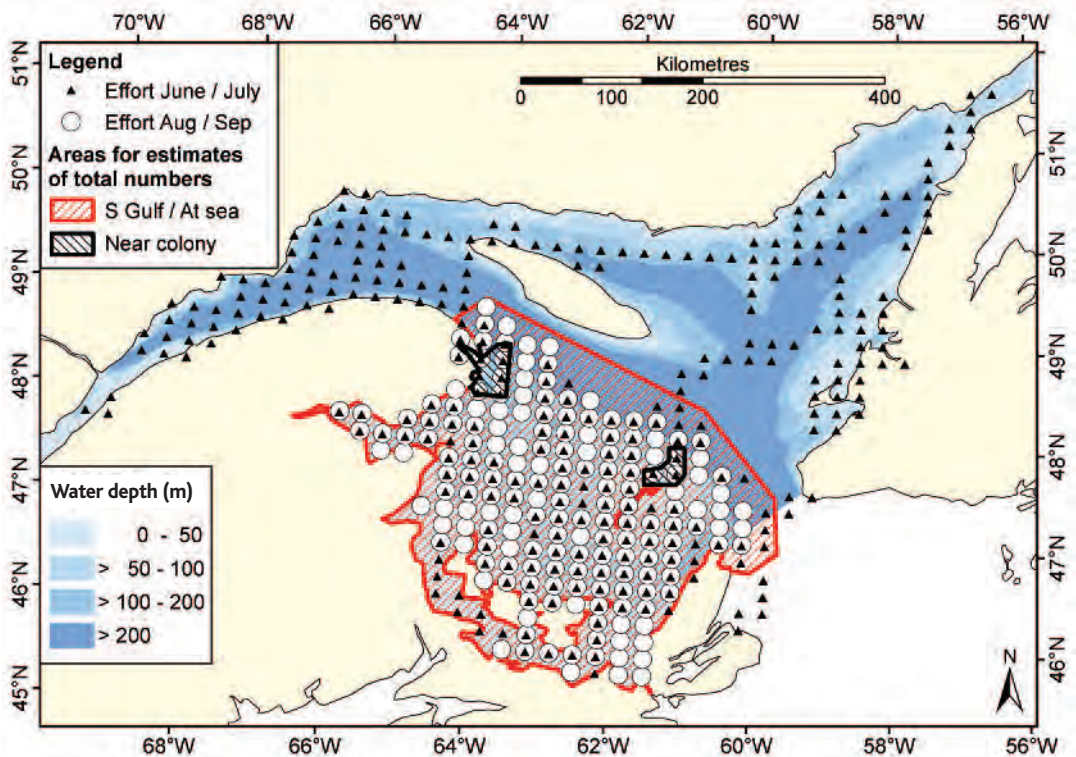 70°W 68°W 66°W 64°W 62°W 60°W 58°W 56°W
Legend
Effort June / July
Effort Aug / Sep
Areas for estimates
of total numbers
S Gulf / At sea
Near colony
Kilometres
0 100 200 400
51°N
50°N
49°N
48°N
47°N
46°N
45°N
51°N
50°N
49°N
48°N
47°N
46°N
Water depth (m)
0 - 50
> 50 - 100
> 100 - 200
> 200
N
68°W 66°W 64°W 62°W 60°W 58°W 56°W